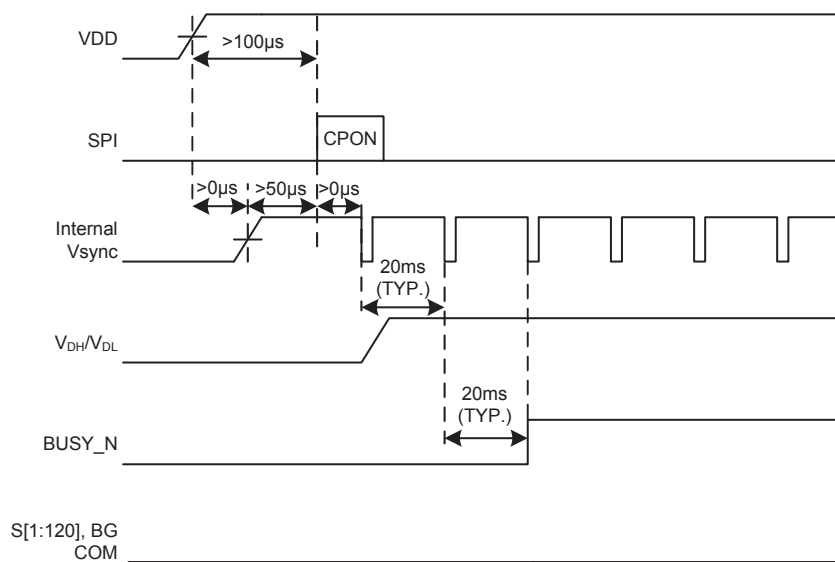 VDD
>100µs
SPI
CPON
>0µs
>50µs
>0µs
Internal
Vsync
20ms
(TYP.)
VDH/VDL
20ms
(TYP.)
BUSY_N
S[1:120], BG
COM